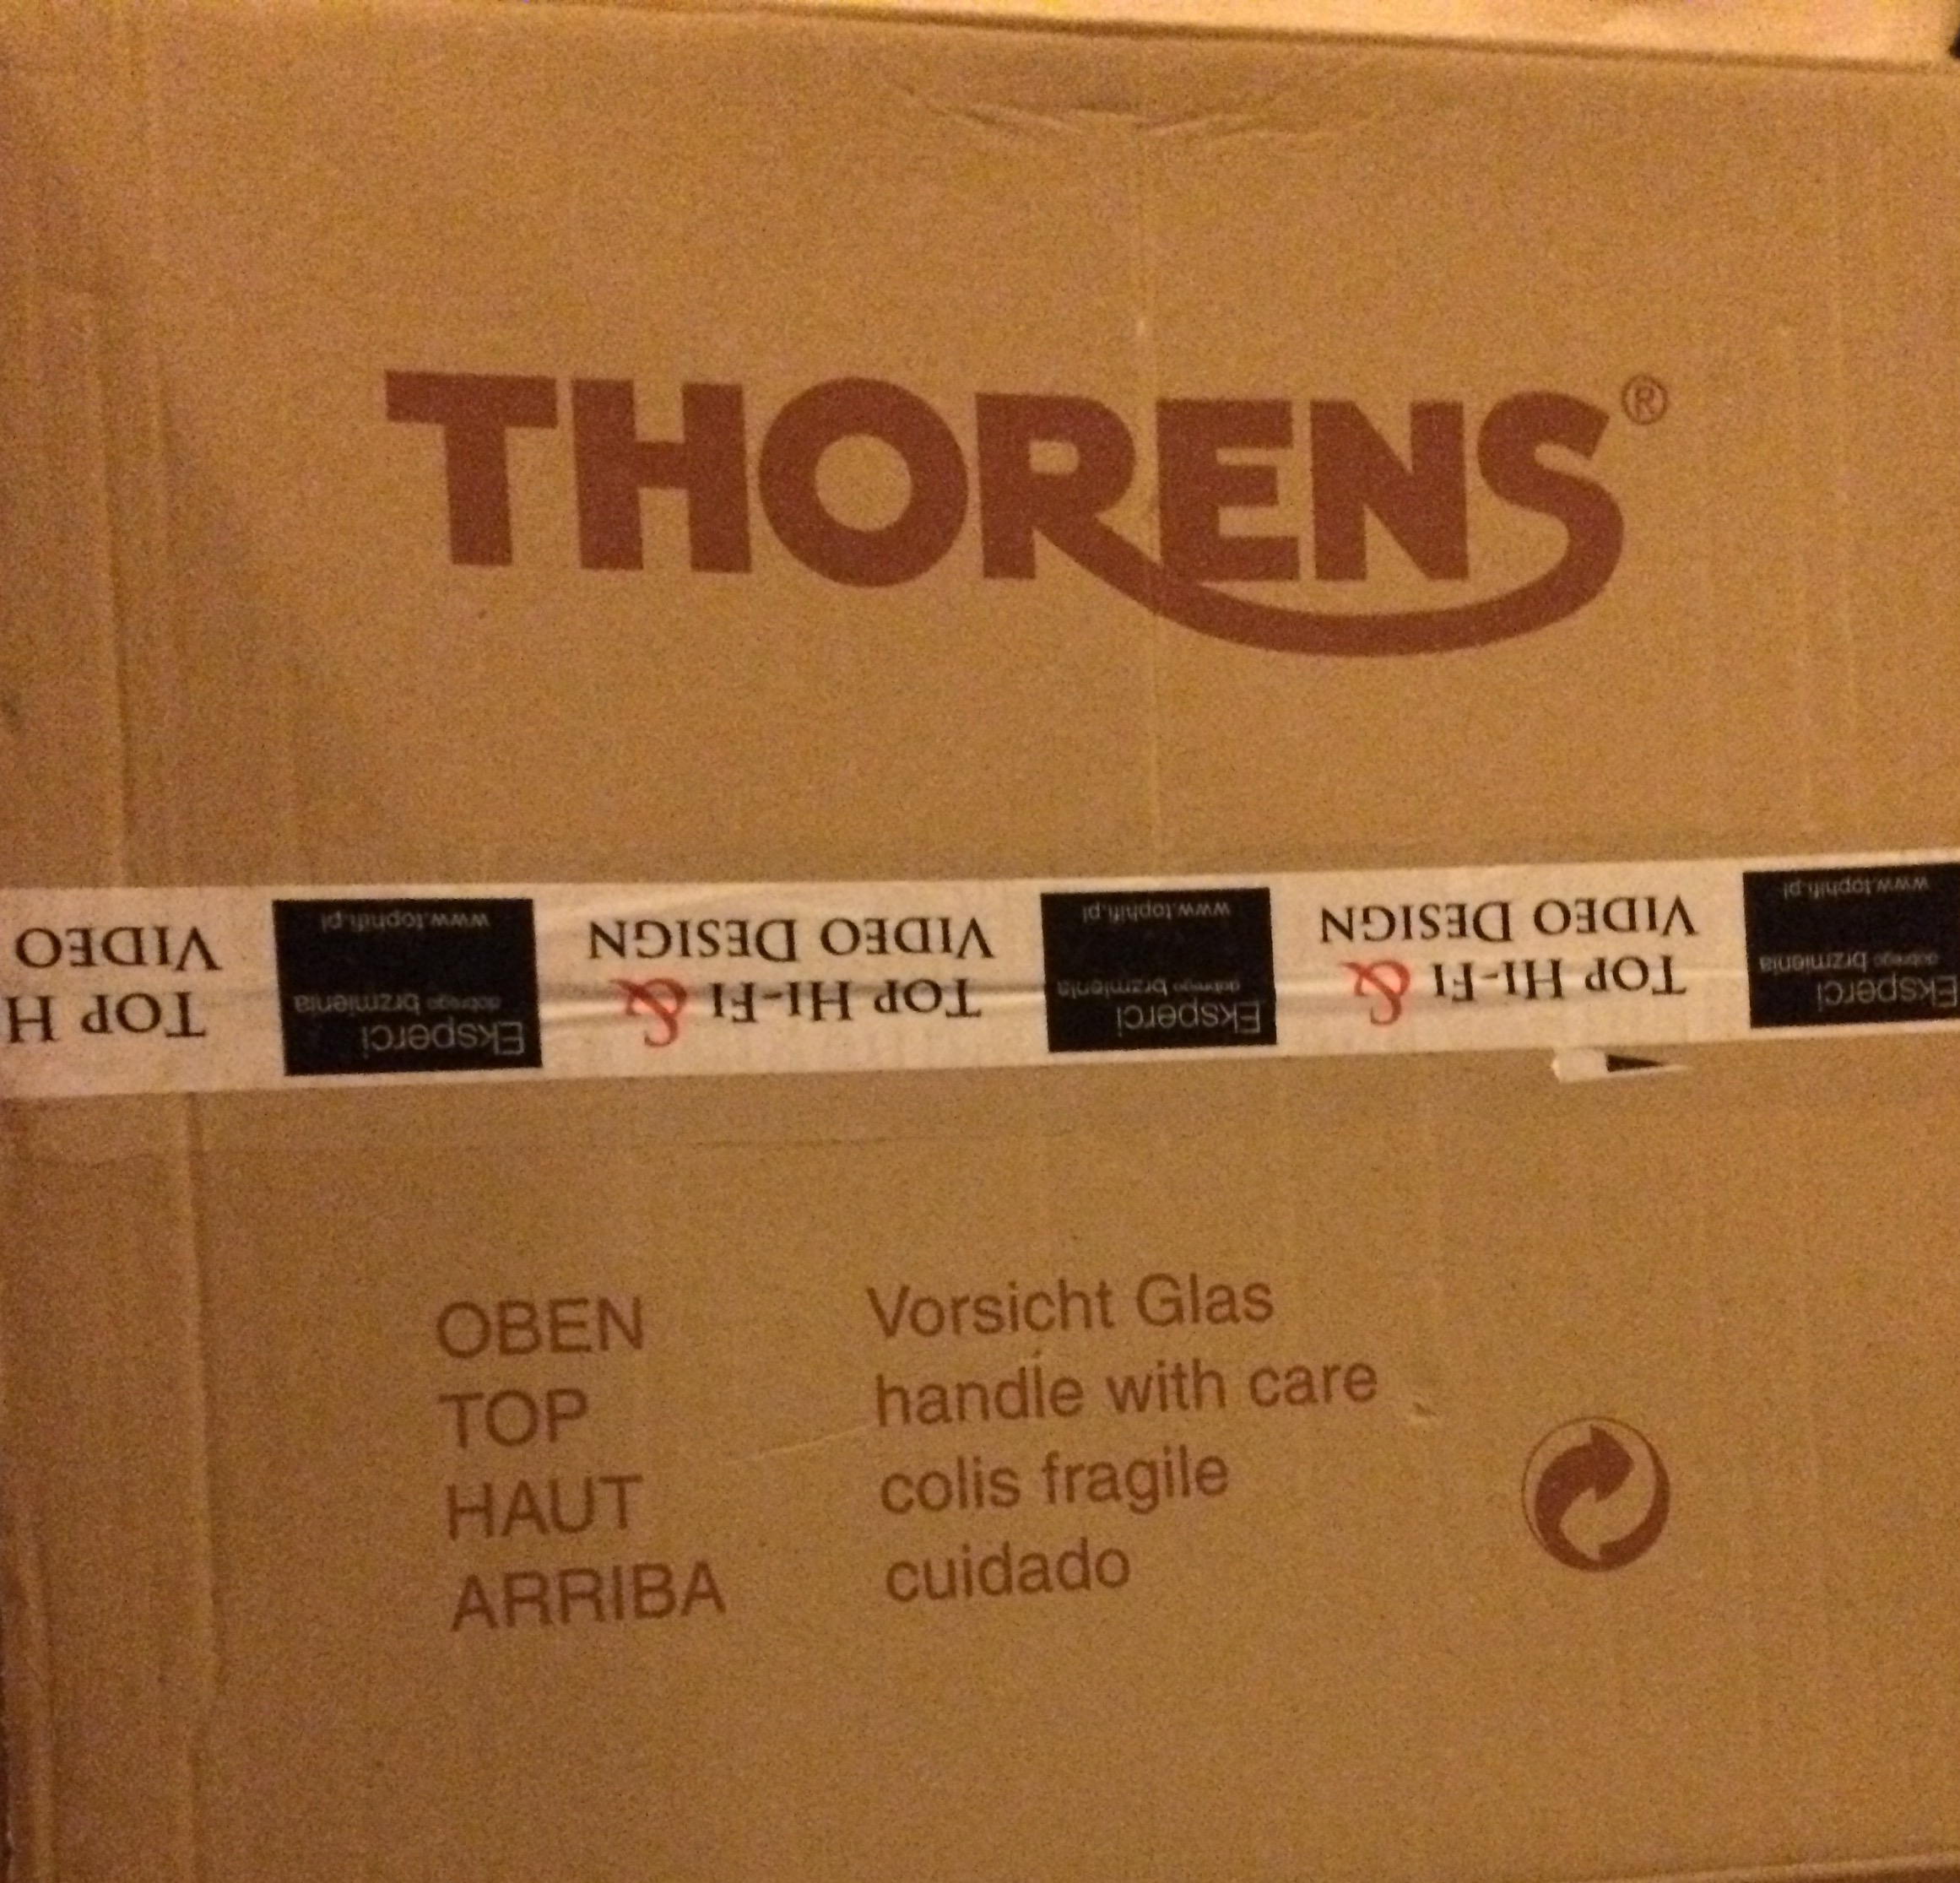 THORENS®
TOP H
VIDEO
Eksperci
dobrego brzmienia
www.tophifi.pl
TOP HI-FI &
VIDEO DESIGN
Eksperci
dobrego brzmienia
www.tophifi.pl
TOP HI-FI &
VIDEO DESIGN
Eksperci
dobrego brzmienia
www.tophifi.pl
OBEN
TOP
HAUT
ARRIBA
Vorsicht Glas
handle with care
colis fragile
cuidado